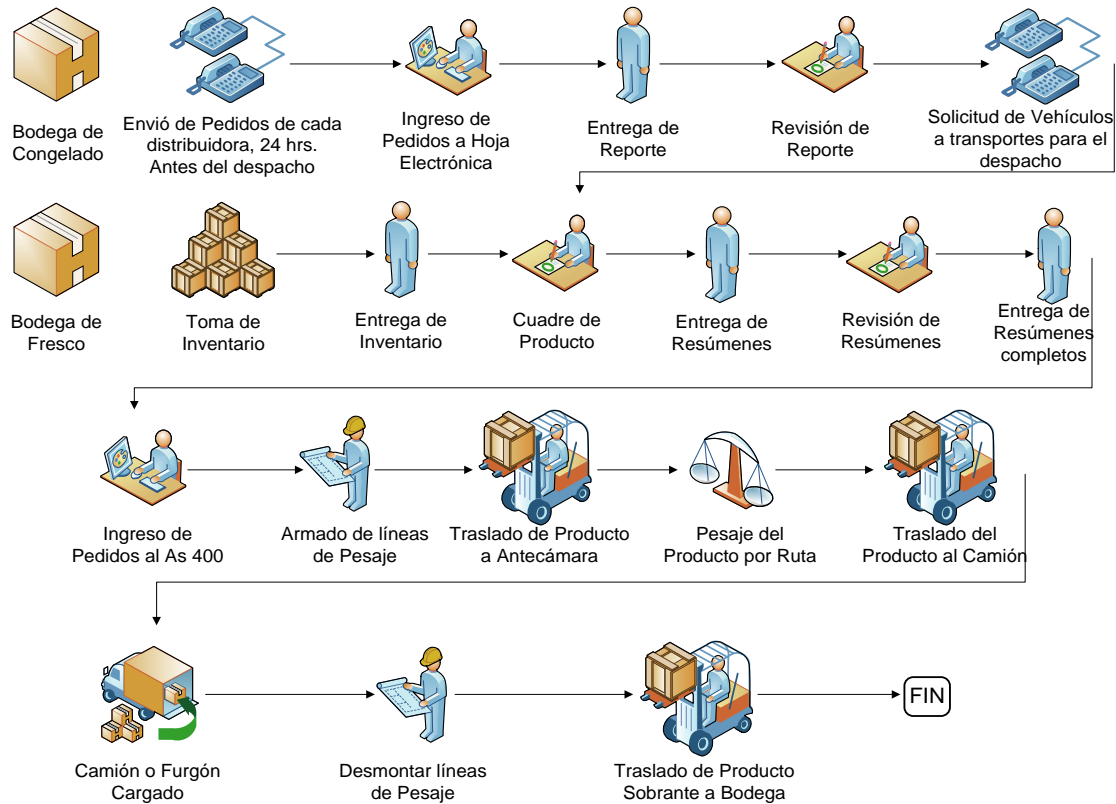 Bodega de
Congelado
Envió de Pedidos de cada
distribuidora, 24 hrs.
Antes del despacho
Ingreso de
Pedidos a Hoja
Electrónica
Entrega de
Reporte
Revisión de
Reporte
Solicitud de Vehículos
a transportes para el
despacho
Bodega de
Fresco
Toma de
Inventario
Entrega de
Inventario
Cuadre de
Producto
Entrega de
Resúmenes
Revisión de
Resúmenes
Entrega de
Resúmenes
completos
Ingreso de
Pedidos al As 400
Armado de líneas
de Pesaje
Traslado de Producto
a Antecámara
Pesaje del
Producto por Ruta
Traslado del
Producto al Camión
Camión o Furgón
Cargado
Desmontar líneas
de Pesaje
Traslado de Producto
Sobrante a Bodega
FIN